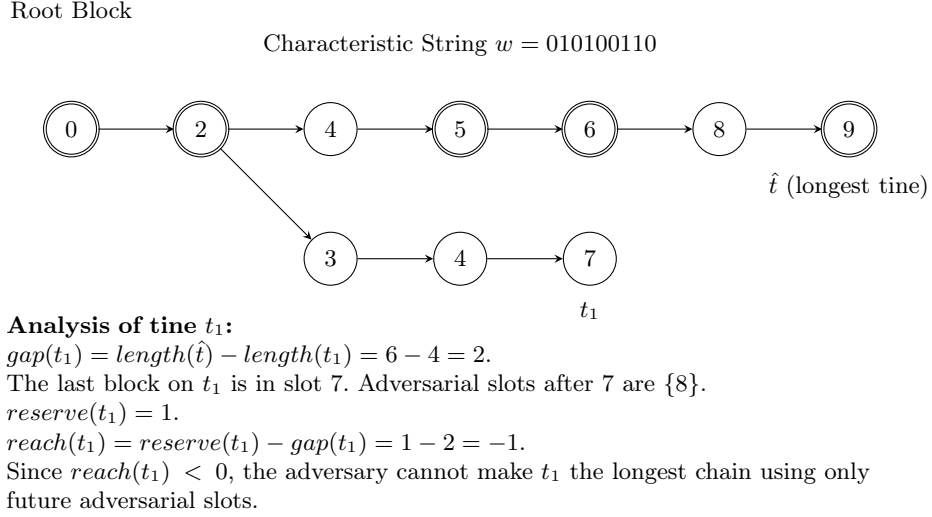 Root Block
Characteristic String w = 010100110
0 2 4 5 6 8 9
t̂ (longest tine)
3 4 7
t₁
Analysis of tine t₁:
gap(t₁) = length(t̂) − length(t₁) = 6 − 4 = 2.
The last block on t₁ is in slot 7. Adversarial slots after 7 are {8}.
reserve(t₁) = 1.
reach(t₁) = reserve(t₁) − gap(t₁) = 1 − 2 = −1.
Since reach(t₁) < 0, the adversary cannot make t₁ the longest chain using only
future adversarial slots.